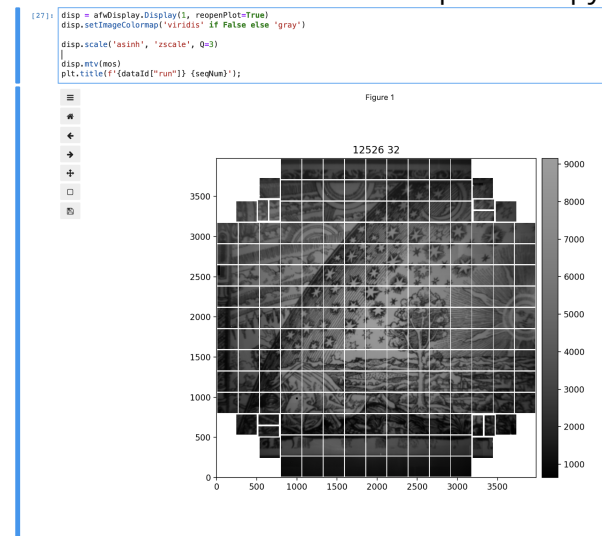 [27]: disp = afwDisplay.Display(1, reopenPlot=True)
disp.setImageColormap('viridis' if False else 'gray')
disp.scale('asinh', 'zscale', Q=3)
disp.mtv(mos)
plt.title(f'{dataId["run"]} {seqNum}');
Figure 1
12526 32
3500
3000
2500
2000
1500
1000
500
0
0 500 1000 1500 2000 2500 3000 3500
9000
8000
7000
6000
5000
4000
3000
2000
1000